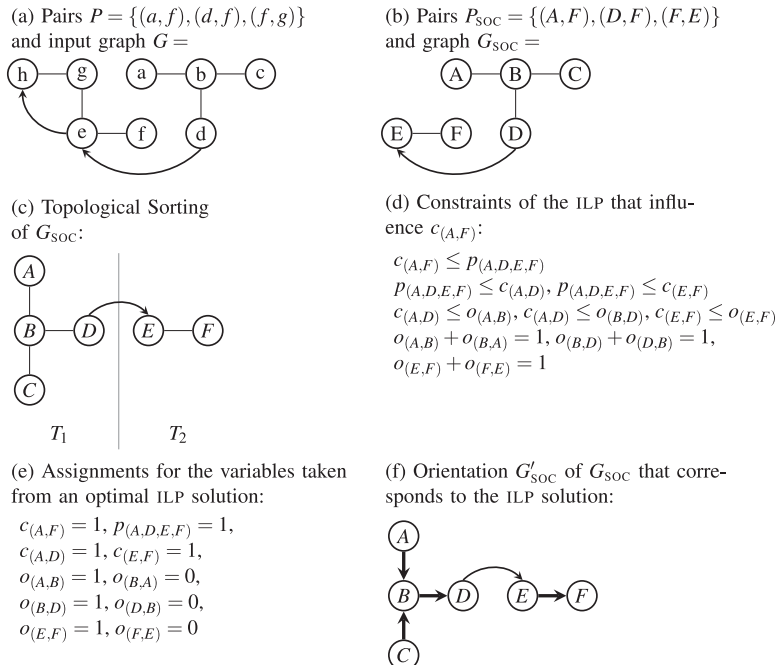 (a) Pairs P = {(a, f), (d, f), (f, g)}
and input graph G =
h g a b c
e f d
(b) Pairs P_SOC = {(A, F), (D, F), (F, E)}
and graph G_SOC =
A B C
E F D
(c) Topological Sorting
of G_SOC:
A
B D E F
C
T_1 T_2
(d) Constraints of the ILP that influ-
ence c_(A,F):
c_(A,F) ≤ p_(A,D,E,F)
p_(A,D,E,F) ≤ c_(A,D), p_(A,D,E,F) ≤ c_(E,F)
c_(A,D) ≤ o_(A,B), c_(A,D) ≤ o_(B,D), c_(E,F) ≤ o_(E,F)
o_(A,B) + o_(B,A) = 1, o_(B,D) + o_(D,B) = 1,
o_(E,F) + o_(F,E) = 1
(e) Assignments for the variables taken
from an optimal ILP solution:
c_(A,F) = 1, p_(A,D,E,F) = 1,
c_(A,D) = 1, c_(E,F) = 1,
o_(A,B) = 1, o_(B,A) = 0,
o_(B,D) = 1, o_(D,B) = 0,
o_(E,F) = 1, o_(F,E) = 0
(f) Orientation G′_SOC of G_SOC that corre-
sponds to the ILP solution:
A
B D E F
C